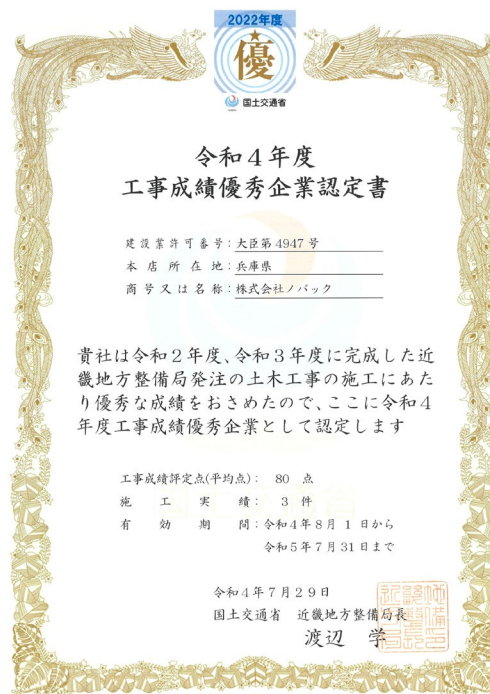 2022年度
優
国土交通省
令和4年度
工事成績優秀企業認定書
建設業許可番号：大臣第4947号
本店所在地：兵庫県
商号又は名称：株式会社ノバック
貴社は令和２年度、令和３年度に完成した近
畿地方整備局発注の土木工事の施工にあた
り優秀な成績をおさめたので、ここに令和４
年度工事成績優秀企業として認定します
工事成績評定点(平均点)： 80 点
施工実績： 3 件
有効期間：令和4年8月1日から
令和5年7月31日まで
令和4年7月29日
国土交通省 近畿地方整備局長
渡辺 学